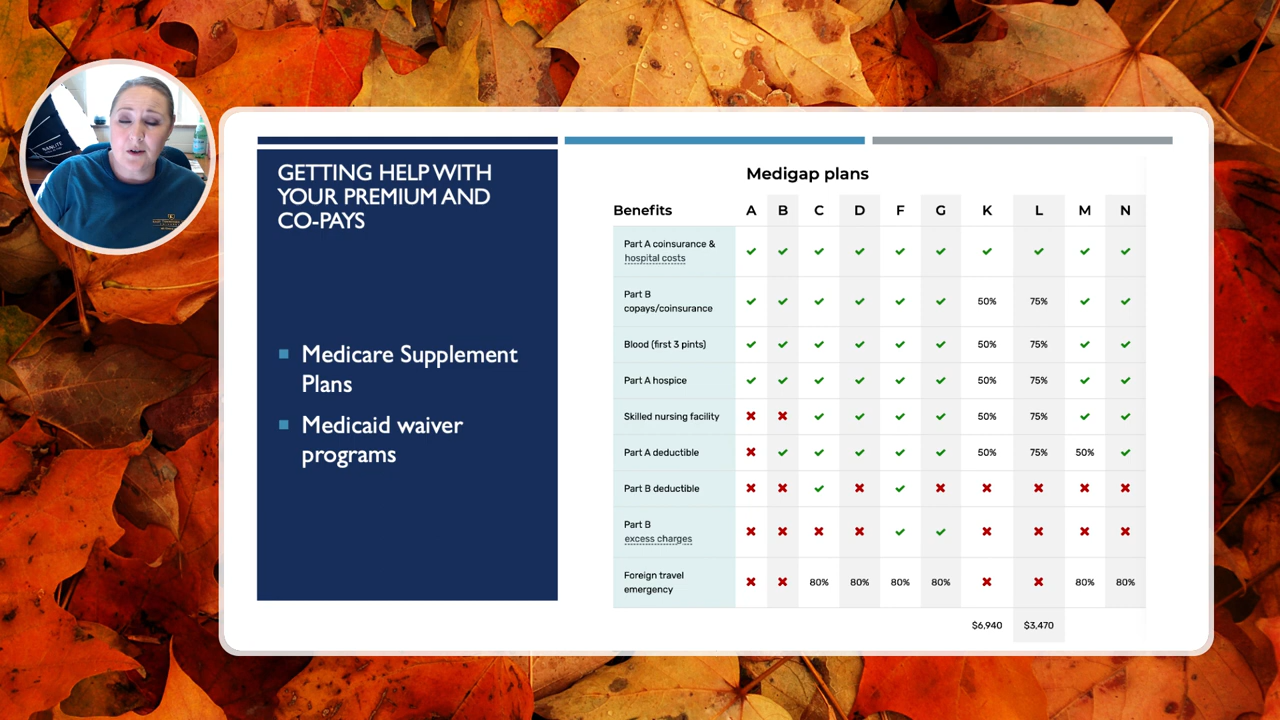 GETTING HELP WITH
YOUR PREMIUM AND
CO-PAYS
Medicare Supplement
Plans
Medicaid waiver
programs
Medigap plans
Benefits A B C D F G K L M N
Part A coinsurance &
hospital costs
Part B
copays/coinsurance 50% 75%
Blood (first 3 pints) 50% 75%
Part A hospice 50% 75%
Skilled nursing facility 50% 75%
Part A deductible 50% 75% 50%
Part B deductible
Part B
excess charges
Foreign travel
emergency 80% 80% 80% 80% 80% 80%
$6,940 $3,470
NANLITE